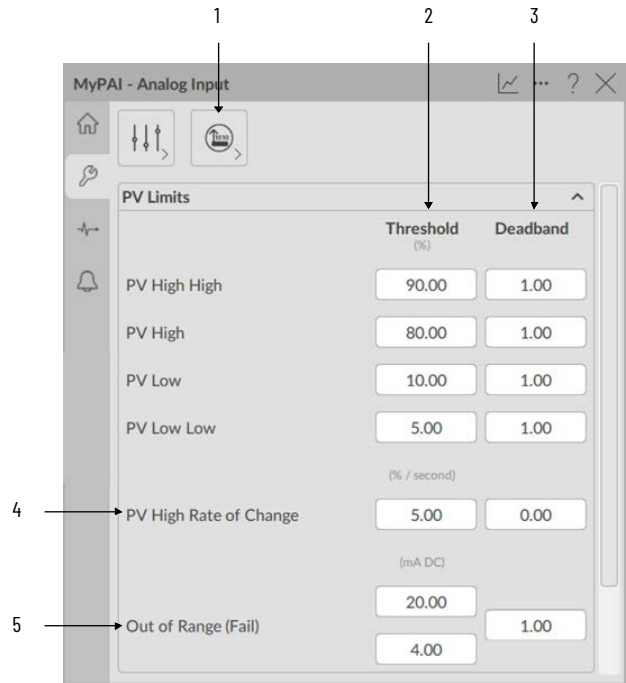 1 2 3
MyPAI - Analog Input ... ?
1010
PV Limits
Threshold Deadband
(%)
PV High High 90.00 1.00
PV High 80.00 1.00
PV Low 10.00 1.00
PV Low Low 5.00 1.00
(% / second)
4 PV High Rate of Change 5.00 0.00
(mA DC)
20.00
5 Out of Range (Fail) 1.00
4.00